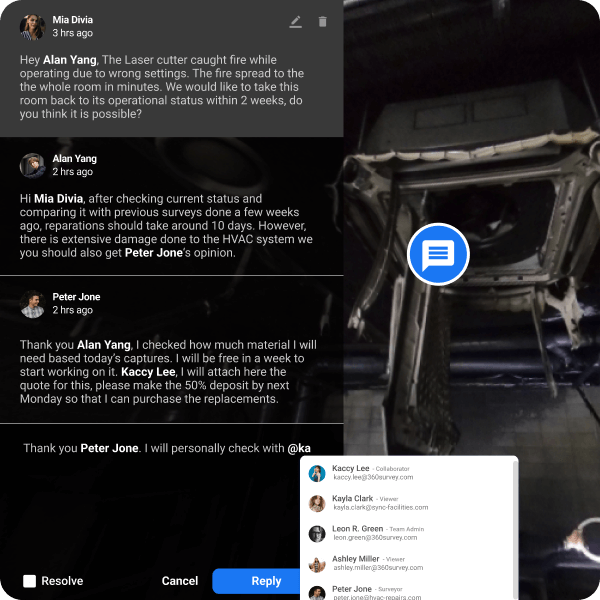 Mia Divia
3 hrs ago
Hey Alan Yang, The Laser cutter caught fire while
operating due to wrong settings. The fire spread to the
the whole room in minutes. We would like to take this
room back to its operational status within 2 weeks, do
you think it is possible?
Alan Yang
2 hrs ago
Hi Mia Divia, after checking current status and
comparing it with previous surveys done a few weeks
ago, reparations should take around 10 days. However,
there is extensive damage done to the HVAC system we
you should also get Peter Jone's opinion.
Peter Jone
2 hrs ago
Thank you Alan Yang, I checked how much material I will
need based today's captures. I will be free in a week to
start working on it. Kaccy Lee, I will attach here the
quote for this, please make the 50% deposit by next
Monday so that I can purchase the replacements.
Thank you Peter Jone. I will personally check with @ka
Kaccy Lee - Collaborator
kaccy.lee@360survey.com
Kayla Clark - Viewer
kayla.clark@sync-facilities.com
Leon R. Green - Team Admin
leon.green@360survey.com
Ashley Miller - Viewer
ashley.miller@360survey.com
Peter Jone - Surveyor
peter.jone@hvac-repairs.com
Resolve
Cancel
Reply